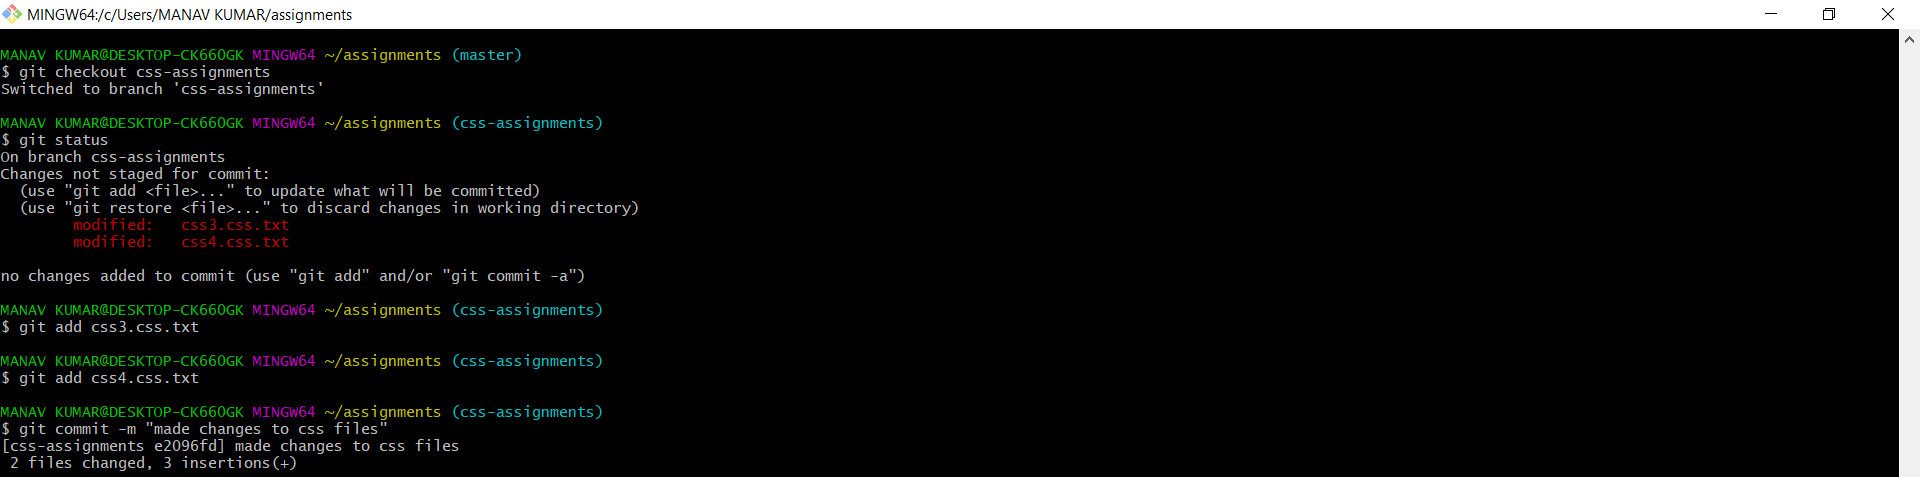 MINGW64:/c/Users/MANAV KUMAR/assignments
MANAV KUMAR@DESKTOP-CK66OGK MINGW64 ~/assignments (master)
$ git checkout css-assignments
Switched to branch 'css-assignments'
MANAV KUMAR@DESKTOP-CK66OGK MINGW64 ~/assignments (css-assignments)
$ git status
On branch css-assignments
Changes not staged for commit:
  (use "git add <file>..." to update what will be committed)
  (use "git restore <file>..." to discard changes in working directory)
        modified:   css3.css.txt
        modified:   css4.css.txt
no changes added to commit (use "git add" and/or "git commit -a")
MANAV KUMAR@DESKTOP-CK66OGK MINGW64 ~/assignments (css-assignments)
$ git add css3.css.txt
MANAV KUMAR@DESKTOP-CK66OGK MINGW64 ~/assignments (css-assignments)
$ git add css4.css.txt
MANAV KUMAR@DESKTOP-CK66OGK MINGW64 ~/assignments (css-assignments)
$ git commit -m "made changes to css files"
[css-assignments e2096fd] made changes to css files
 2 files changed, 3 insertions(+)